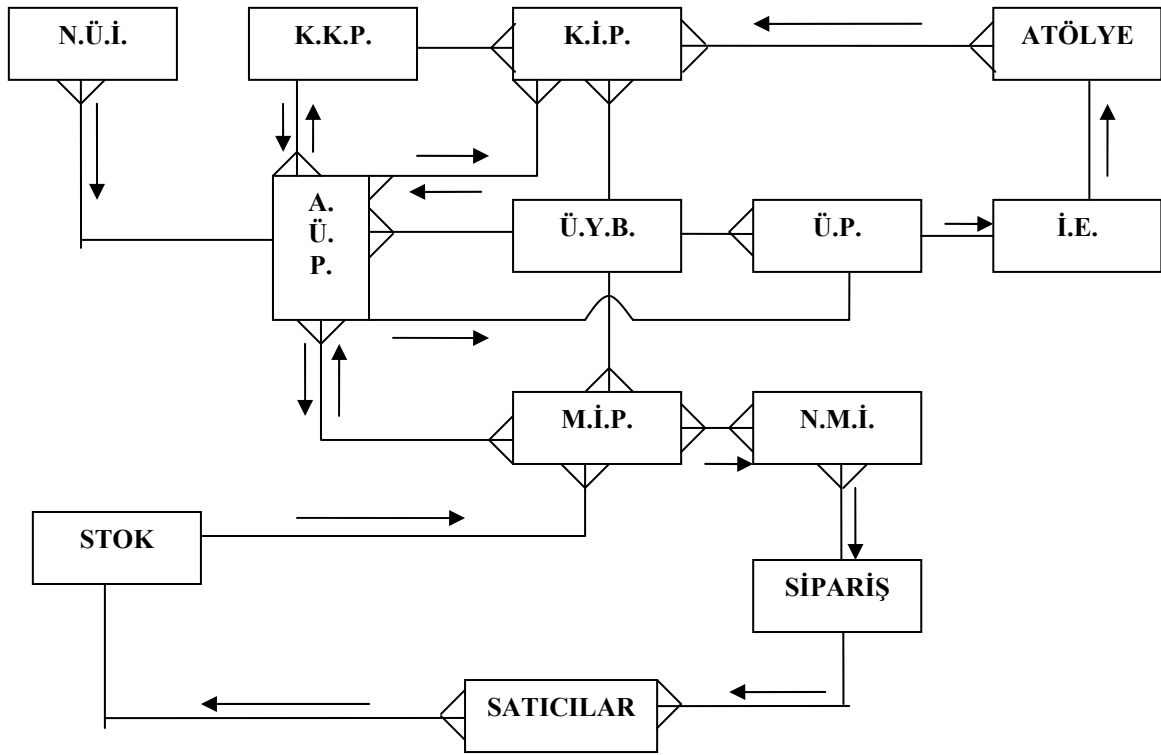 N.Ü.İ.
K.K.P.
K.İ.P.
ATÖLYE
A.
Ü.
P.
Ü.Y.B.
Ü.P.
İ.E.
M.İ.P.
N.M.İ.
STOK
SİPARİŞ
SATICILAR